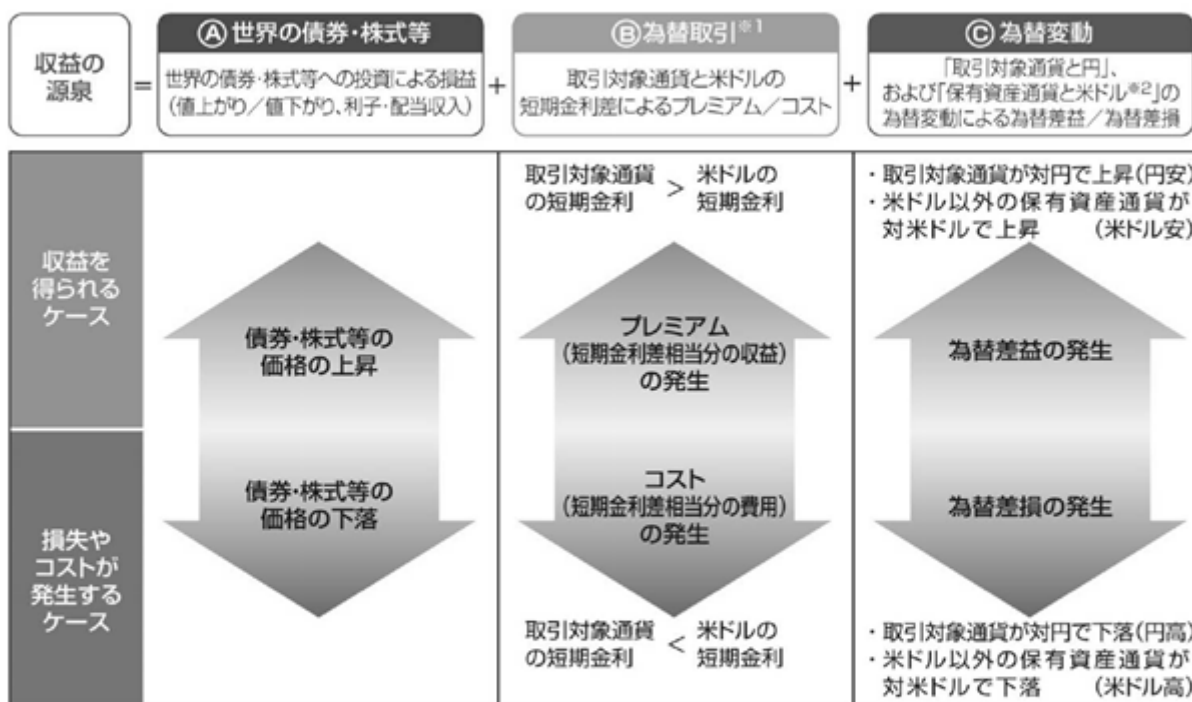 収益の
源泉
=
Ⓐ世界の債券・株式等
世界の債券・株式等への投資による損益
(値上がり／値下がり、利子・配当収入)
+
Ⓑ為替取引※1
取引対象通貨と米ドルの
短期金利差によるプレミアム／コスト
+
Ⓒ為替変動
「取引対象通貨と円」、
および「保有資産通貨と米ドル※2」の
為替変動による為替差益／為替差損
収益を
得られる
ケース
債券・株式等の
価格の上昇
取引対象通貨 > 米ドルの
の短期金利 短期金利
プレミアム
(短期金利差相当分の収益)
の発生
・取引対象通貨が対円で上昇(円安)
・米ドル以外の保有資産通貨が
対米ドルで上昇 (米ドル安)
為替差益の発生
損失や
コストが
発生する
ケース
債券・株式等の
価格の下落
コスト
(短期金利差相当分の費用)
の発生
取引対象通貨 < 米ドルの
の短期金利 短期金利
為替差損の発生
・取引対象通貨が対円で下落(円高)
・米ドル以外の保有資産通貨が
対米ドルで下落 (米ドル高)